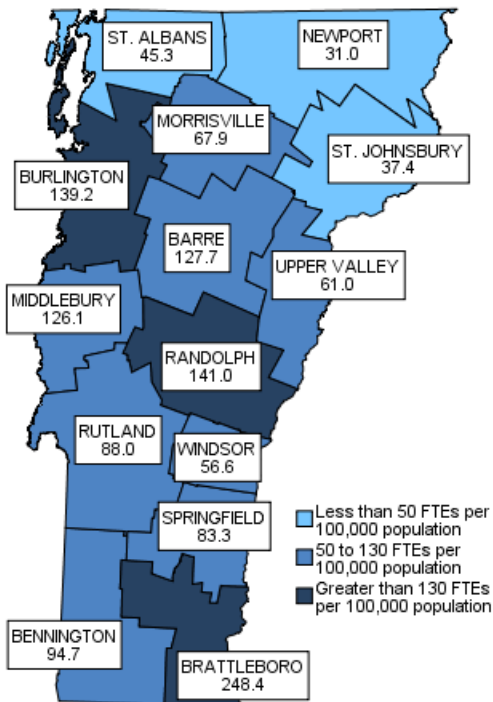 ST. ALBANS
45.3
NEWPORT
31.0
MORRISVILLE
67.9
ST. JOHNSBURY
37.4
BURLINGTON
139.2
BARRE
127.7
UPPER VALLEY
61.0
MIDDLEBURY
126.1
RANDOLPH
141.0
RUTLAND
88.0
WINDSOR
56.6
SPRINGFIELD
83.3
Less than 50 FTEs per
100,000 population
50 to 130 FTEs per
100,000 population
Greater than 130 FTEs
per 100,000 population
BENNINGTON
94.7
BRATTLEBORO
248.4